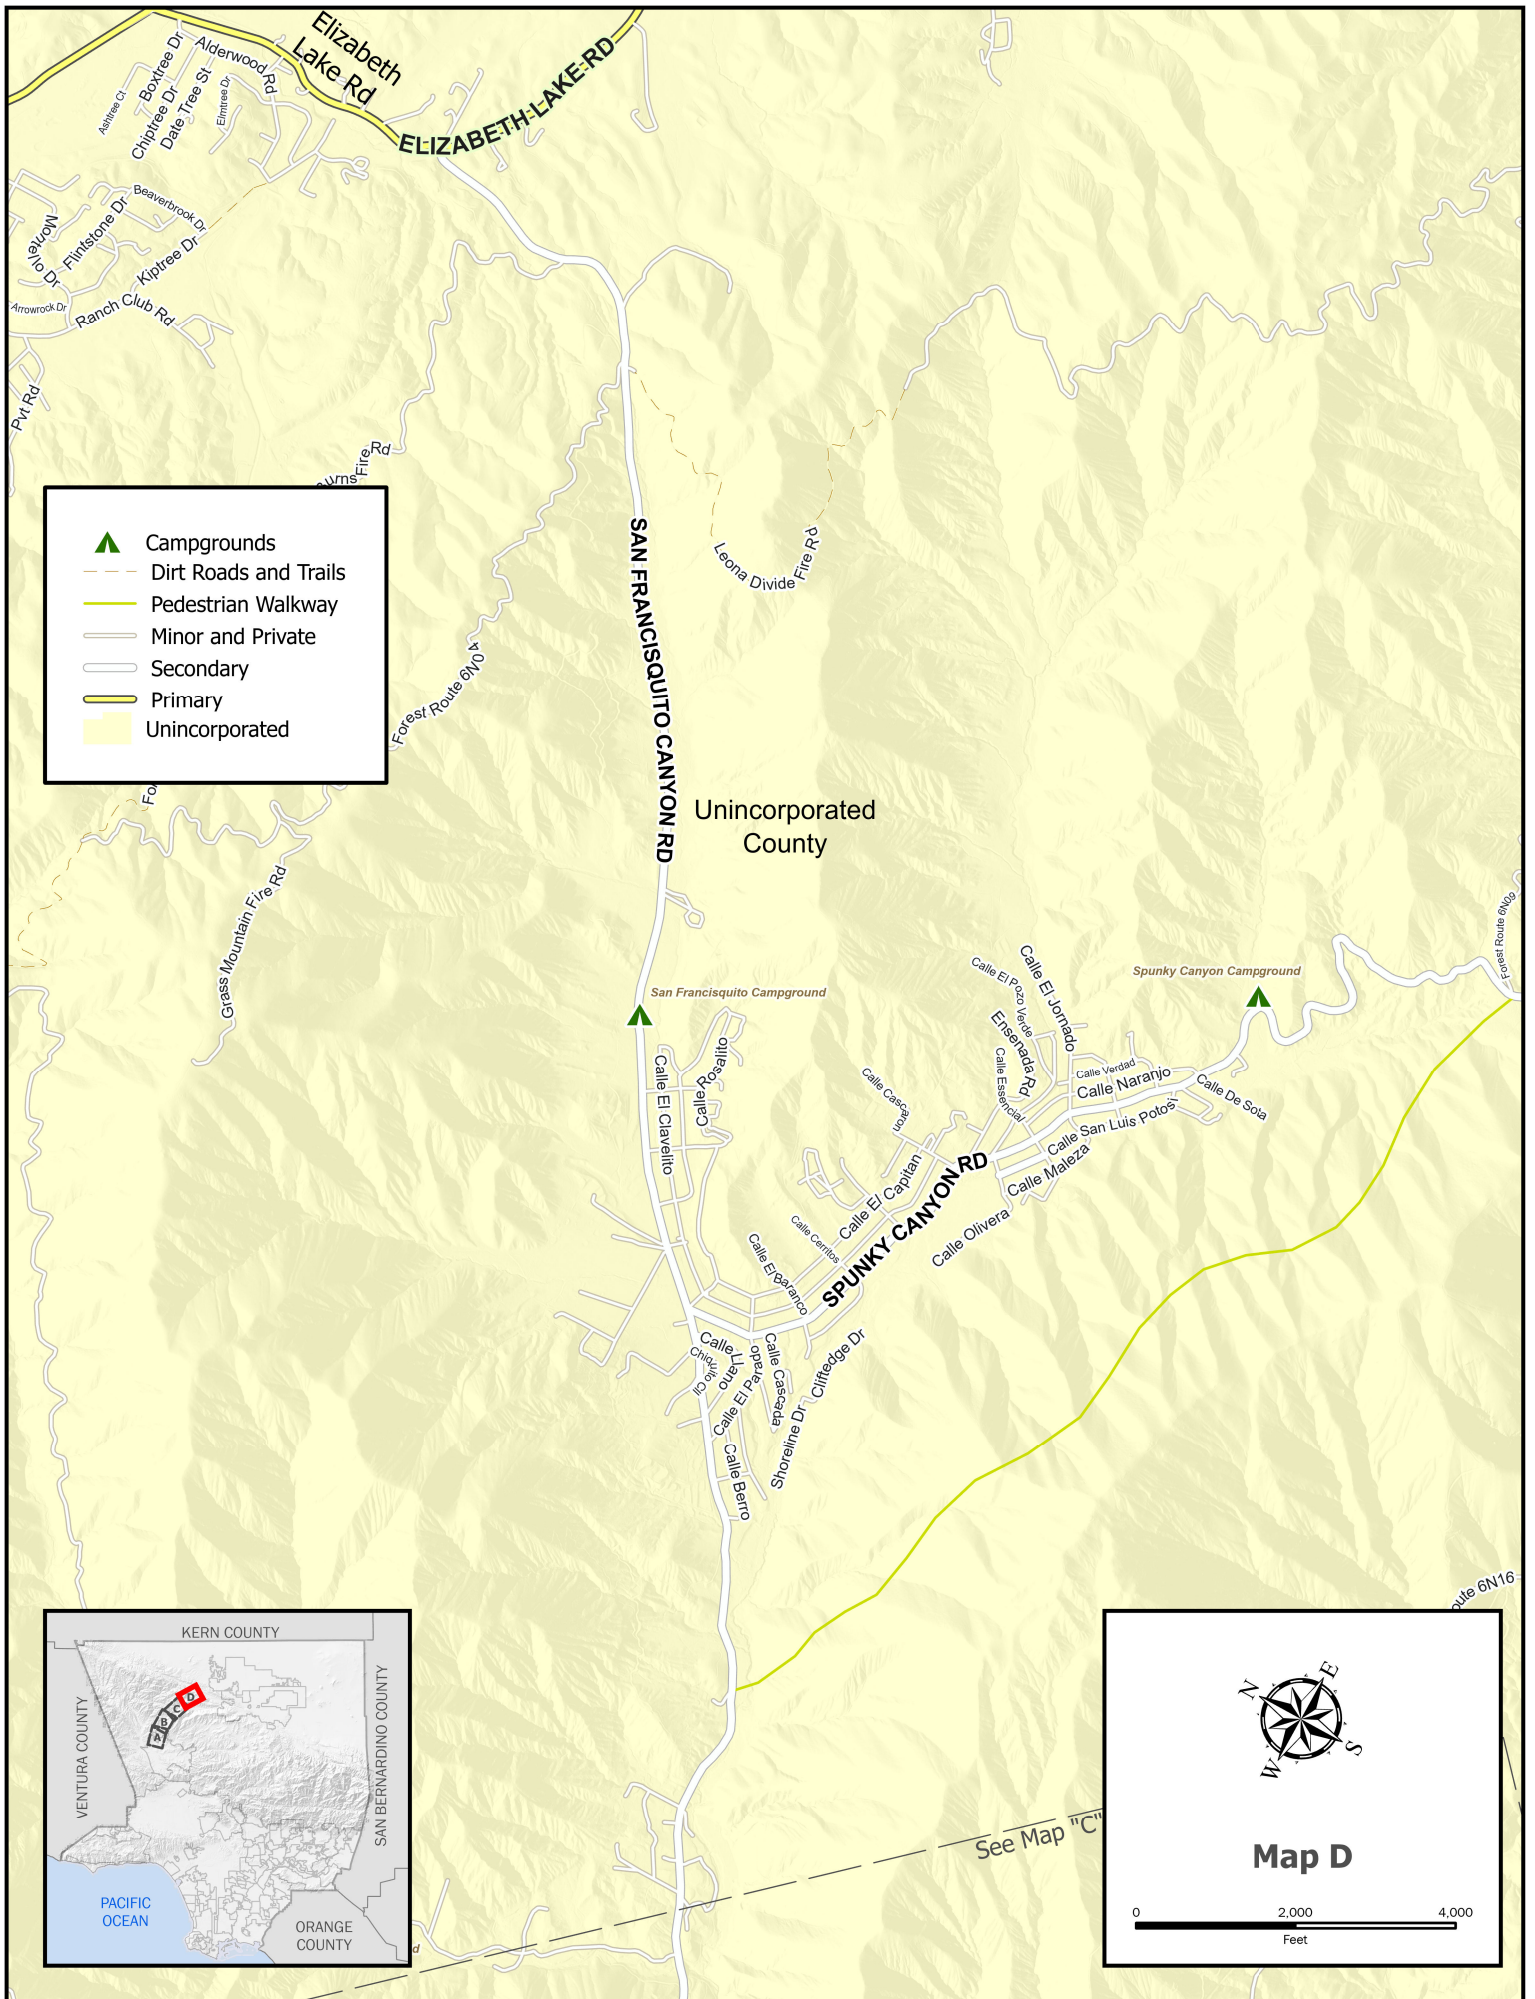 Elizabeth
Lake Rd
ELIZABETH LAKE RD
Alderwood Rd
Boxtree Dr
Ashtree Ct
Chiptree Dr
Date Tree St
Elmtree Dr
Beaverbrook Dr
Flintstone Dr
Montello Dr
Kiptree Dr
Arrowrock Dr
Ranch Club Rd
Pvt Rd
Fire Rd
SAN FRANCISQUITO CANYON RD
Leona Divide Fire Rd
Forest Route 6N04
Campgrounds
Dirt Roads and Trails
Pedestrian Walkway
Minor and Private
Secondary
Primary
Unincorporated
Unincorporated
County
Grass Mountain Fire Rd
Forest Route 6N09
San Francisquito Campground
Spunky Canyon Campground
Calle El Jornado
Calle El Pozo Verde
Ensenada Rd
Calle Essencial
Calle Verdad
Calle Naranjo
Calle De Sota
Calle San Luis Potosi
Calle Maleza
Calle Olivera
Calle Rosalito
Calle El Clavelito
Calle Cascaron
Calle El Capitan
Calle Cerritos
Calle El Baranco
SPUNKY CANYON RD
Calle Llano
Chiquito Cll
Calle El Parado
Calle Cascada
Cliftedge Dr
Shoreline Dr
Calle Berro
oute 6N16
KERN COUNTY
VENTURA COUNTY
SAN BERNARDINO COUNTY
A
B
C
D
PACIFIC
OCEAN
ORANGE
COUNTY
See Map "C"
N
E
S
W
Map D
0 2,000 4,000
Feet